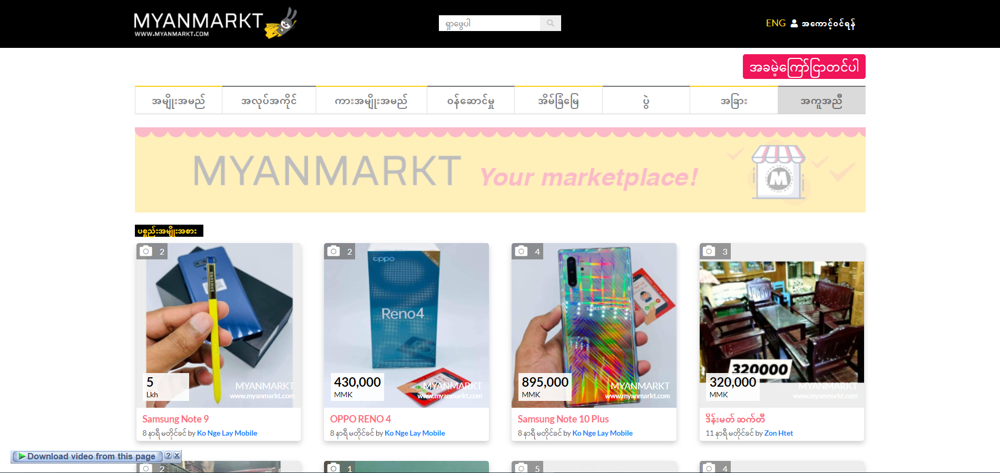 MYANMARKT
WWW.MYANMARKT.COM
ရှာဖွေပါ
ENG အကောင့်ဝင်ရန်
အခမဲ့ကြော်ငြာတင်ပါ
အမျိုးအမည်
အလုပ်အကိုင်
ကားအမျိုးအမည်
ဝန်ဆောင်မှု
အိမ်ခြံမြေ
ပွဲ
အခြား
အကူအညီ
MYANMARKT Your marketplace!
M
ပစ္စည်းအမျိုးအစား
2
SAMSUNG
5
Lkh
MYANMARKT
www.myanmarkt.com
Samsung Note 9
8 နာရီ မတိုင်ခင် by Ko Nge Lay Mobile
2
oppo
Reno4
430,000
MMK
MYANMARKT
www.myanmarkt.com
OPPO RENO 4
8 နာရီ မတိုင်ခင် by Ko Nge Lay Mobile
4
SAMSUNG
895,000
MMK
MYANMARKT
www.myanmarkt.com
Samsung Note 10 Plus
8 နာရီ မတိုင်ခင် by Ko Nge Lay Mobile
3
320000
320,000
MMK
MYANMARKT
www.myanmarkt.com
ဒိန်းမတ် ဆက်တီ
11 နာရီ မတိုင်ခင် by Zon Htet
Download video from this page ? X
2
1
5
4